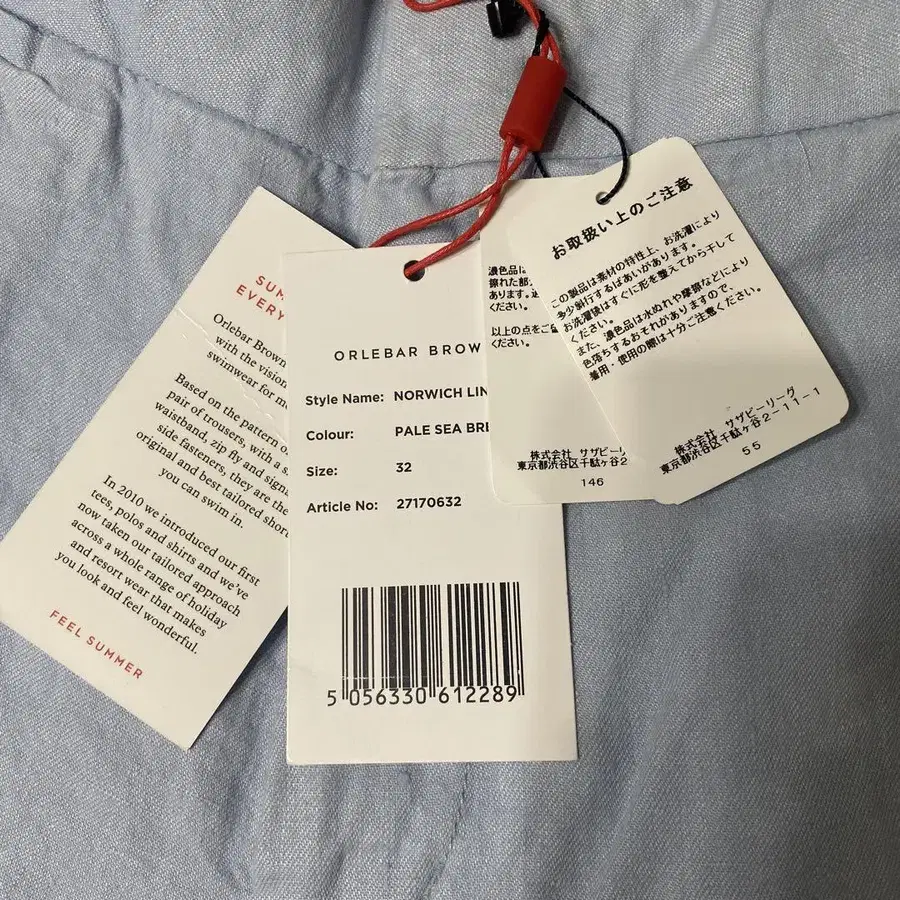 SUM
EVERY
Orlebar Brown
with the vision
swimwear for m
Based on the pattern o
pair of trousers, with a s
waistband, zip fly and signa
side fasteners, they are the
original and best tailored short
you can swim in.
In 2010 we introduced our first
tees, polos and shirts and we've
now taken our tailored approach
across a whole range of holiday
and resort wear that makes
you look and feel wonderful.
FEEL SUMMER
ORLEBAR BROW
Style Name: NORWICH LIN
Colour: PALE SEA BRE
Size: 32
Article No: 27170632
5 056330 612289
濃色品は
擦れた部
あります。
ください。
以上の点をご
ください。
株式会社 サザビーリ
東京都渋谷区千駄ヶ谷2
146
お取扱い上のご注意
この製品は素材の特性上、お洗濯により
多少斜行するばあいがあります。
お洗濯後はすぐに形を整えてから干して
ください。
また、濃色品は水ぬれや摩擦などにより
色落ちするおそれがありますので、
着用・使用の際は十分ご注意ください。
株式会社 サザビーリーグ
東京都渋谷区千駄ヶ谷2-11-1
55